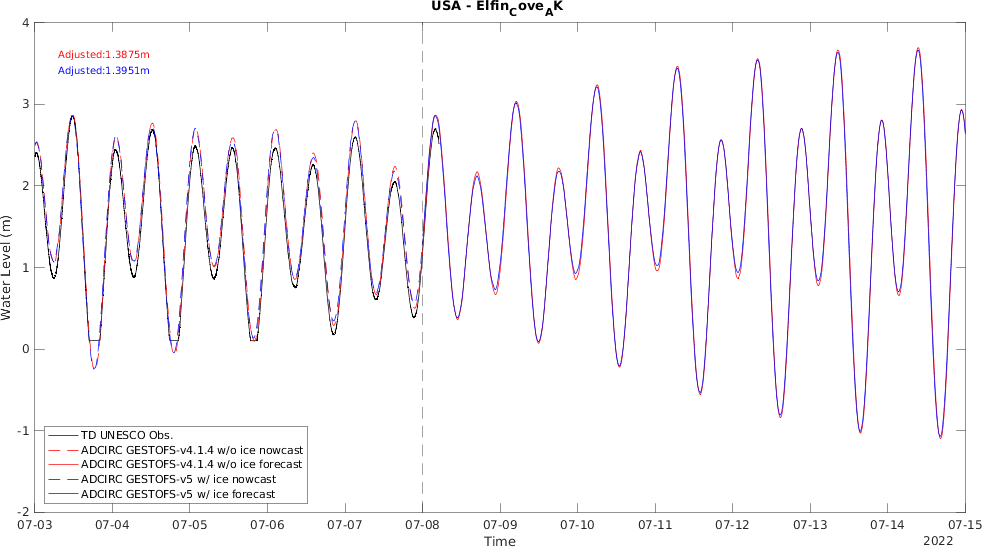 USA - ElfinCoveAK
4
Adjusted:1.3875m
Adjusted:1.3951m
3
2
Water Level (m)
1
0
-1
-2
TD UNESCO Obs.
ADCIRC GESTOFS-v4.1.4 w/o ice nowcast
ADCIRC GESTOFS-v4.1.4 w/o ice forecast
ADCIRC GESTOFS-v5 w/ ice nowcast
ADCIRC GESTOFS-v5 w/ ice forecast
07-03 07-04 07-05 07-06 07-07 07-08 07-09 07-10 07-11 07-12 07-13 07-14 07-15
Time
2022